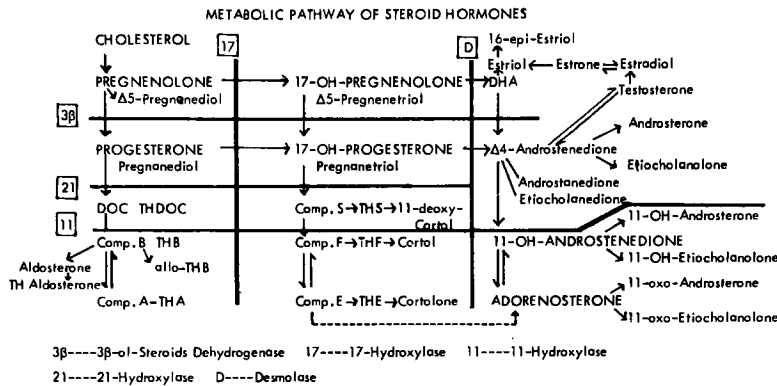 METABOLIC PATHWAY OF STEROID HORMONES
CHOLESTEROL 17 D 16-epi-Estriol
Estriol Estrone Estradiol
PREGNENOLONE 17-OH-PREGNENOLONE DHA
Δ5-Pregnanediol Δ5-Pregnenetriol Testosterone
3β Androsterone
PROGESTERONE 17-OH-PROGESTERONE Δ4-Androstenedione
Pregnanediol Pregnanetriol Etiocholanolone
21 Androstanedione
Etiocholanedione
DOC THDOC Comp. S THS 11-deoxy-
Cortol 11-OH-Androsterone
11
Comp. B THB Comp. F THF Cortol 11-OH-ANDROSTENEDIONE
Aldosterone allo-THB 11-OH-Etiocholanolone
TH Aldosterone 11-oxo-Androsterone
Comp. A-THA Comp. E THE Cortolone ADORENOSTERONE
11-oxo-Etiocholanolone
3β----3β-ol-Steroids Dehydrogenase 17----17-Hydroxylase 11----11-Hydroxylase
21----21-Hydroxylase D----Desmolase